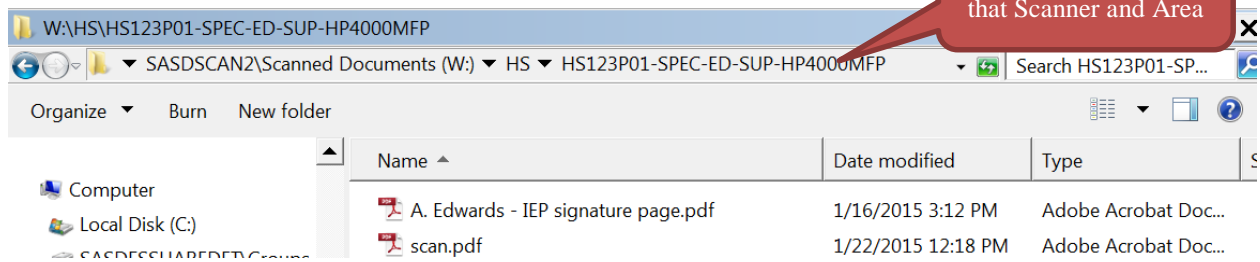 that Scanner and Area
W:\HS\HS123P01-SPEC-ED-SUP-HP4000MFP
SASDSCAN2\Scanned Documents (W:) HS HS123P01-SPEC-ED-SUP-HP4000MFP Search HS123P01-SP...
Organize Burn New folder
Name Date modified Type S
Computer
A. Edwards - IEP signature page.pdf 1/16/2015 3:12 PM Adobe Acrobat Doc...
Local Disk (C:)
scan.pdf 1/22/2015 12:18 PM Adobe Acrobat Doc...